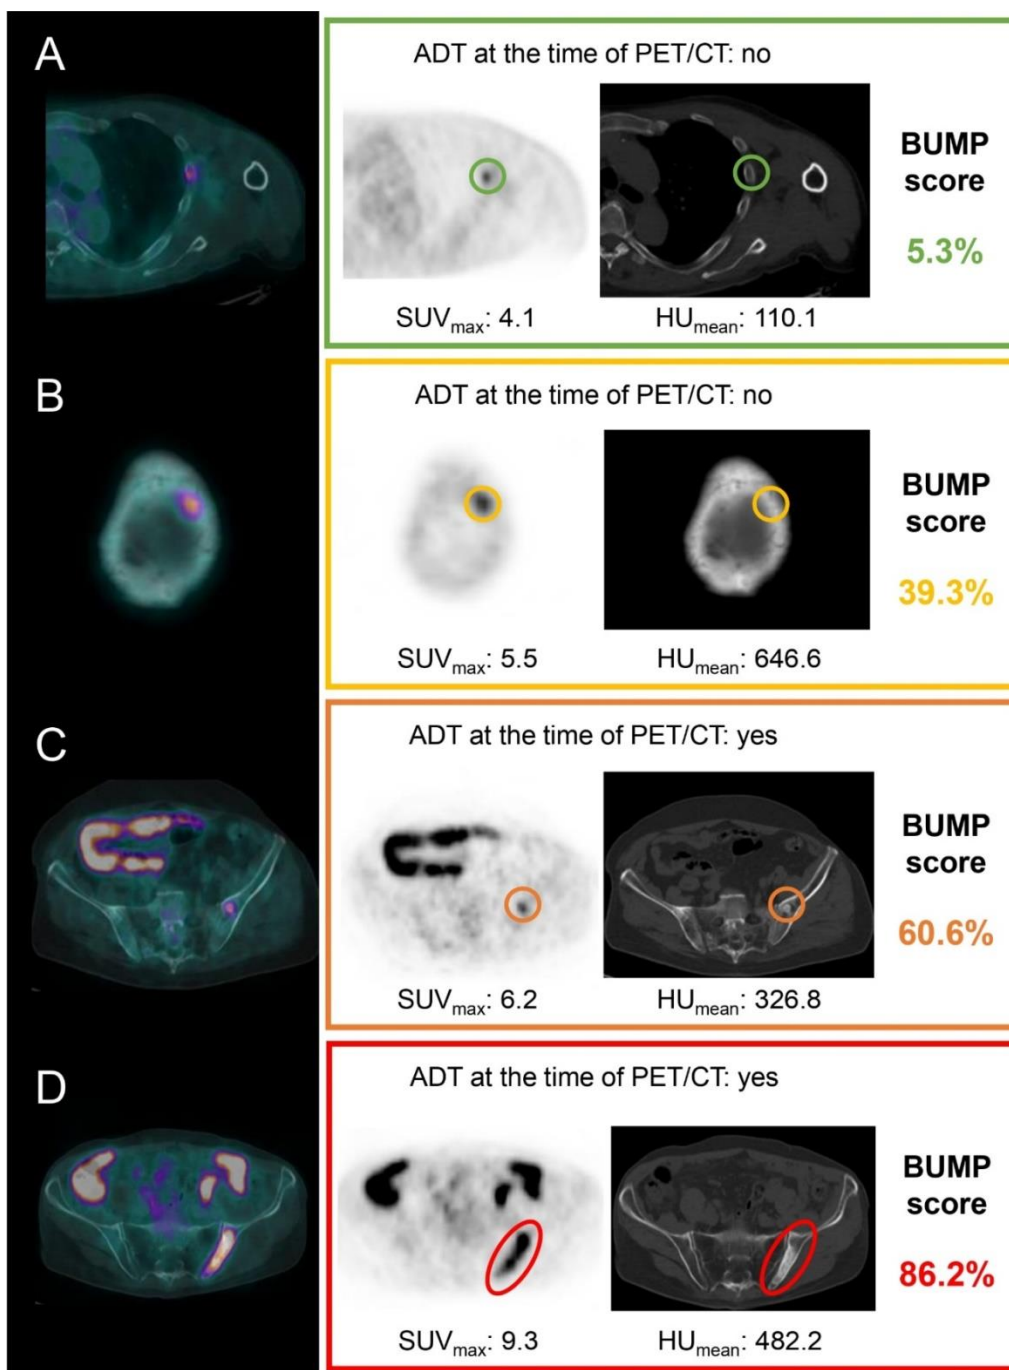 A
ADT at the time of PET/CT: no
BUMP
score
5.3%
SUVmax: 4.1
HUmean: 110.1
B
ADT at the time of PET/CT: no
BUMP
score
39.3%
SUVmax: 5.5
HUmean: 646.6
C
ADT at the time of PET/CT: yes
BUMP
score
60.6%
SUVmax: 6.2
HUmean: 326.8
D
ADT at the time of PET/CT: yes
BUMP
score
86.2%
SUVmax: 9.3
HUmean: 482.2